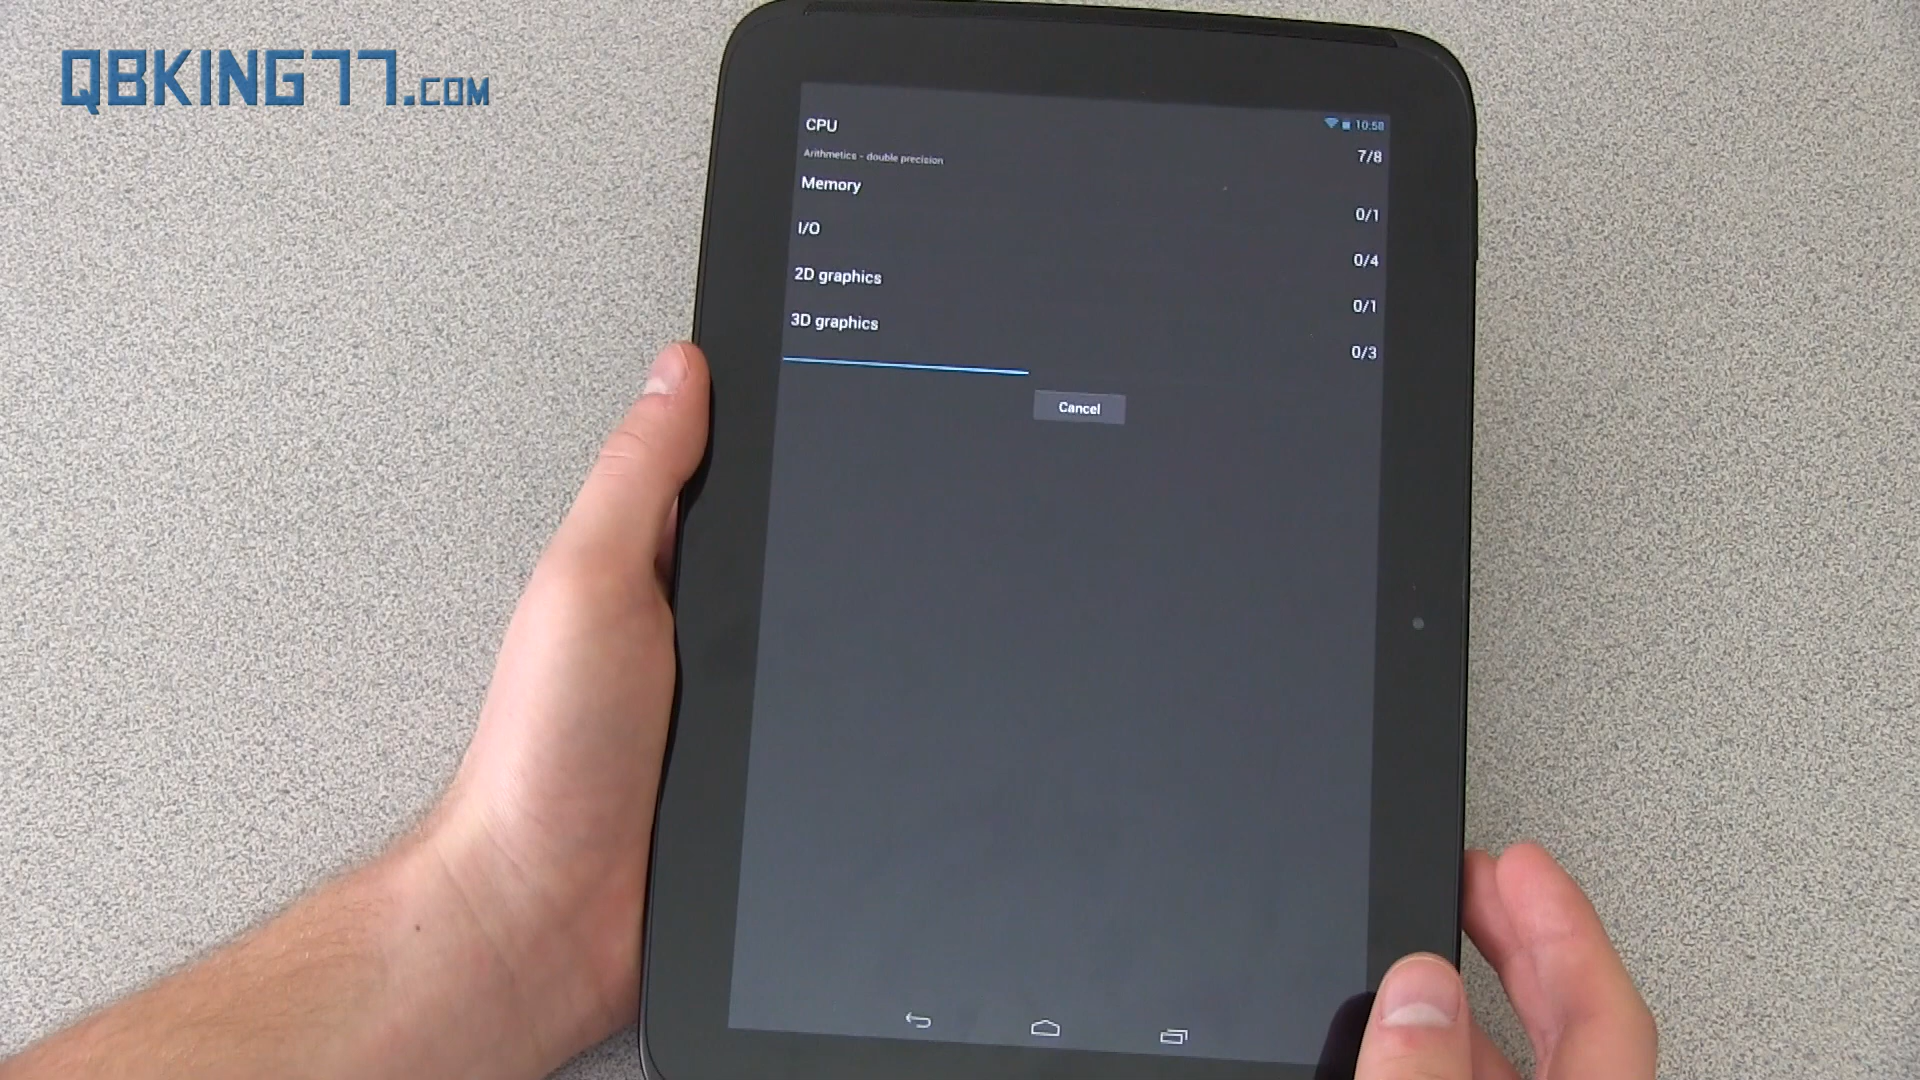 QBKING77.COM
10:58
CPU
7/8
Arithmetics - double precision
Memory
0/1
I/O
0/4
2D graphics
0/1
3D graphics
0/3
Cancel